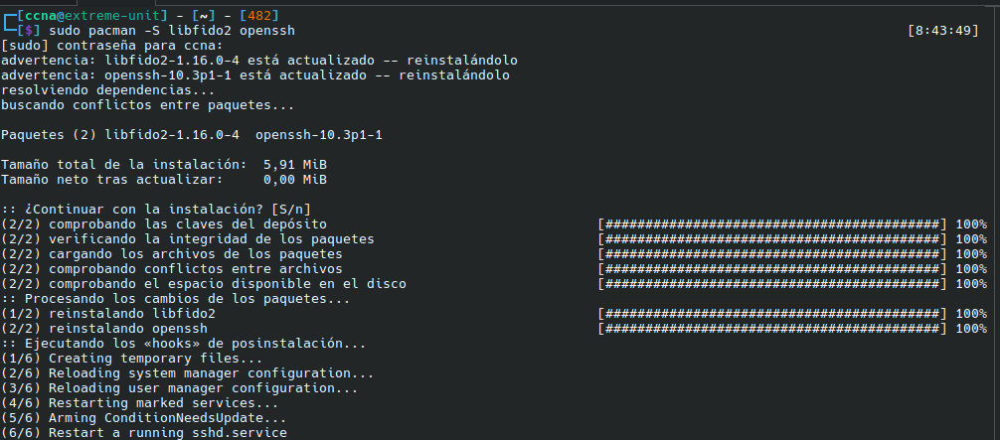 [ccna@extreme-unit] - [~] - [482]
[$] sudo pacman -S libfido2 openssh [8:43:49]
[sudo] contraseña para ccna:
advertencia: libfido2-1.16.0-4 está actualizado -- reinstalándolo
advertencia: openssh-10.3p1-1 está actualizado -- reinstalándolo
resolviendo dependencias...
buscando conflictos entre paquetes...
Paquetes (2) libfido2-1.16.0-4  openssh-10.3p1-1
Tamaño total de la instalación:  5,91 MiB
Tamaño neto tras actualizar:     0,00 MiB
:: ¿Continuar con la instalación? [S/n]
(2/2) comprobando las claves del depósito [##########################################] 100%
(2/2) verificando la integridad de los paquetes [##########################################] 100%
(2/2) cargando los archivos de los paquetes [##########################################] 100%
(2/2) comprobando conflictos entre archivos [##########################################] 100%
(2/2) comprobando el espacio disponible en el disco [##########################################] 100%
:: Procesando los cambios de los paquetes...
(1/2) reinstalando libfido2 [##########################################] 100%
(2/2) reinstalando openssh [##########################################] 100%
:: Ejecutando los «hooks» de posinstalación...
(1/6) Creating temporary files...
(2/6) Reloading system manager configuration...
(3/6) Reloading user manager configuration...
(4/6) Restarting marked services...
(5/6) Arming ConditionNeedsUpdate...
(6/6) Restart a running sshd.service